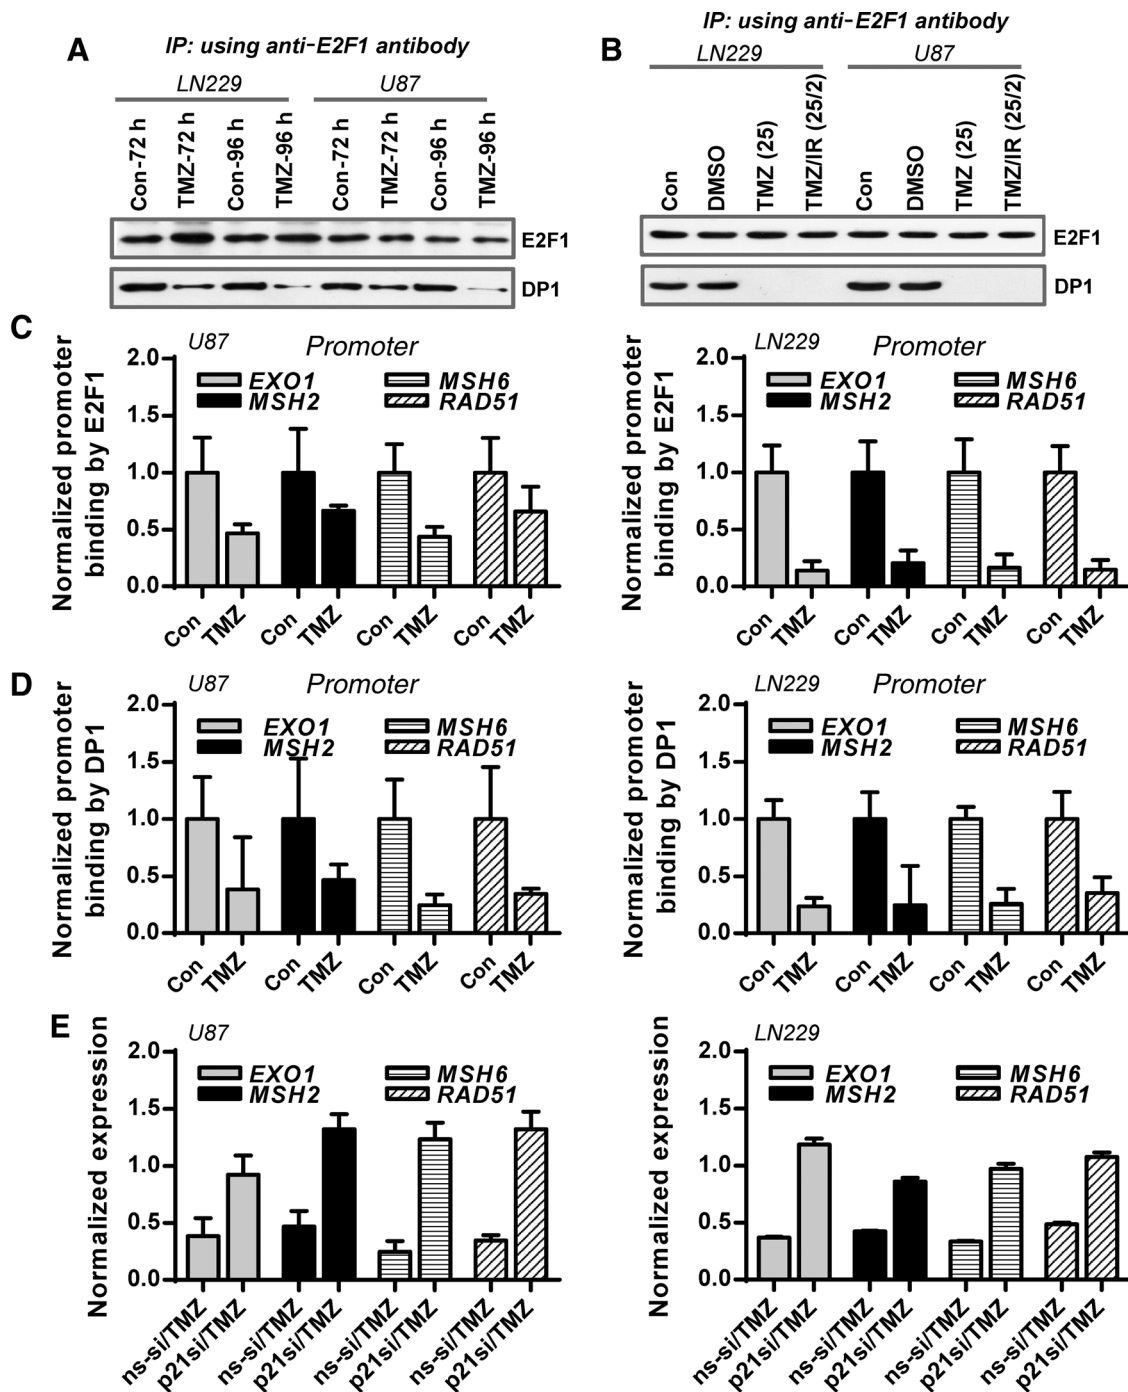 A
IP: using anti-E2F1 antibody
LN229
U87
Con-72 h
TMZ-72 h
Con-96 h
TMZ-96 h
Con-72 h
TMZ-72 h
Con-96 h
TMZ-96 h
E2F1
DP1
B
IP: using anti-E2F1 antibody
LN229
U87
Con
DMSO
TMZ (25)
TMZ/IR (25/2)
Con
DMSO
TMZ (25)
TMZ/IR (25/2)
E2F1
DP1
C
U87
Promoter
EXO1
MSH2
MSH6
RAD51
Normalized promoter
binding by E2F1
2.0
1.5
1.0
0.5
0.0
Con
TMZ
Con
TMZ
Con
TMZ
Con
TMZ
LN229
Promoter
EXO1
MSH2
MSH6
RAD51
Normalized promoter
binding by E2F1
2.0
1.5
1.0
0.5
0.0
Con
TMZ
Con
TMZ
Con
TMZ
Con
TMZ
D
U87
Promoter
EXO1
MSH2
MSH6
RAD51
Normalized promoter
binding by DP1
2.0
1.5
1.0
0.5
0.0
Con
TMZ
Con
TMZ
Con
TMZ
Con
TMZ
LN229
Promoter
EXO1
MSH2
MSH6
RAD51
Normalized promoter
binding by DP1
2.0
1.5
1.0
0.5
0.0
Con
TMZ
Con
TMZ
Con
TMZ
Con
TMZ
E
U87
EXO1
MSH2
MSH6
RAD51
Normalized expression
2.0
1.5
1.0
0.5
0.0
ns-si/TMZ
p21si/TMZ
ns-si/TMZ
p21si/TMZ
ns-si/TMZ
p21si/TMZ
ns-si/TMZ
p21si/TMZ
LN229
EXO1
MSH2
MSH6
RAD51
Normalized expression
2.0
1.5
1.0
0.5
0.0
ns-si/TMZ
p21si/TMZ
ns-si/TMZ
p21si/TMZ
ns-si/TMZ
p21si/TMZ
ns-si/TMZ
p21si/TMZ